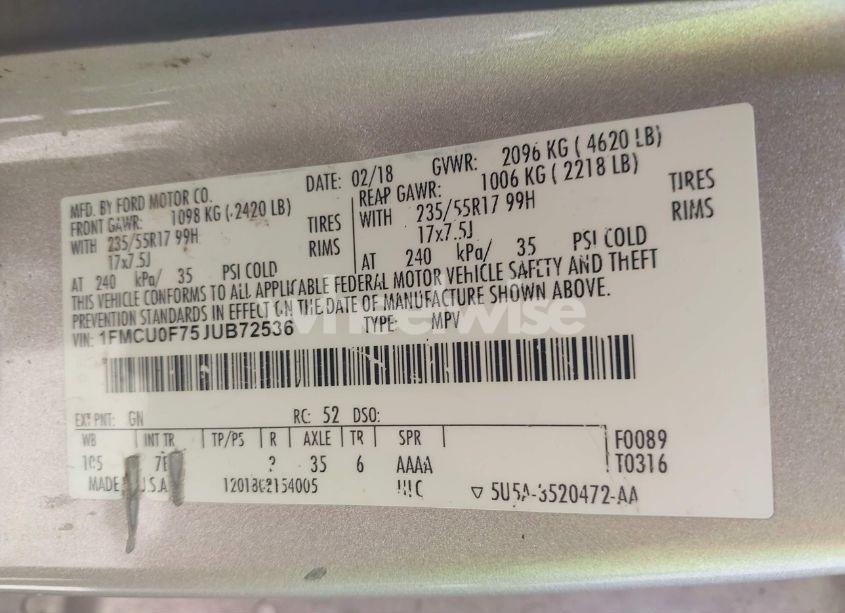 MFD. BY FORD MOTOR CO. DATE: 02/18 GVWR: 2096 KG ( 4620 LB)
FRONT GAWR: 1098 KG ( 2420 LB) REAR GAWR: 1006 KG ( 2218 LB)
WITH 235/55R17 99H TIRES WITH 235/55R17 99H TIRES
17x7.5J RIMS 17x7.5J RIMS
AT 240 kPa/ 35 PSI COLD AT 240 kPa/ 35 PSI COLD
THIS VEHICLE CONFORMS TO ALL APPLICABLE FEDERAL MOTOR VEHICLE SAFETY AND THEFT
PREVENTION STANDARDS IN EFFECT ON THE DATE OF MANUFACTURE SHOWN ABOVE.
VIN: 1FMCU0F75JUB72536 TYPE: MPV
EXT PNT: GN RC: 52 DSO:
WB INT TR TP/PS R AXLE TR SPR F0089
105 7E 35 6 AAAA T0316
MADE U.S.A 5U5A-3520472-AA